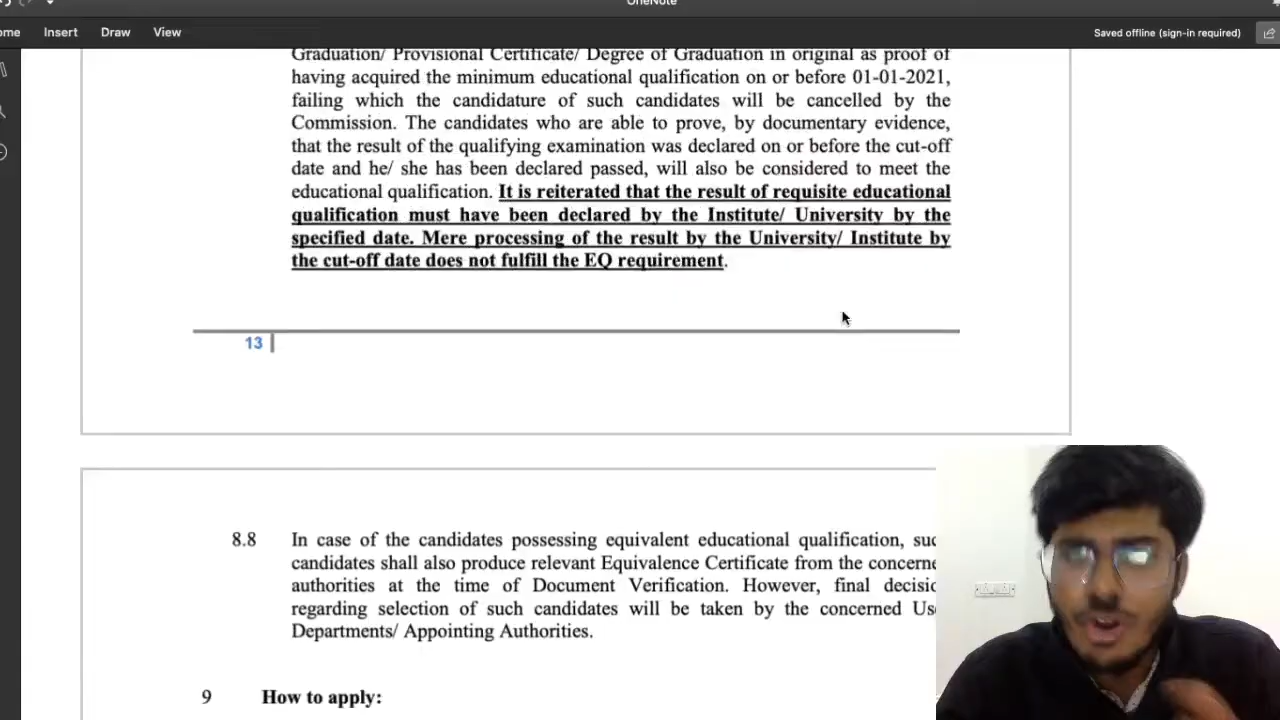 OneNote
ome Insert Draw View Saved offline (sign-in required)
Graduation/ Provisional Certificate/ Degree of Graduation in original as proof of
having acquired the minimum educational qualification on or before 01-01-2021,
failing which the candidature of such candidates will be cancelled by the
Commission. The candidates who are able to prove, by documentary evidence,
that the result of the qualifying examination was declared on or before the cut-off
date and he/ she has been declared passed, will also be considered to meet the
educational qualification. It is reiterated that the result of requisite educational
qualification must have been declared by the Institute/ University by the
specified date. Mere processing of the result by the University/ Institute by
the cut-off date does not fulfill the EQ requirement.
13
8.8 In case of the candidates possessing equivalent educational qualification, suc
candidates shall also produce relevant Equivalence Certificate from the concerne
authorities at the time of Document Verification. However, final decisio
regarding selection of such candidates will be taken by the concerned Use
Departments/ Appointing Authorities.
9 How to apply: